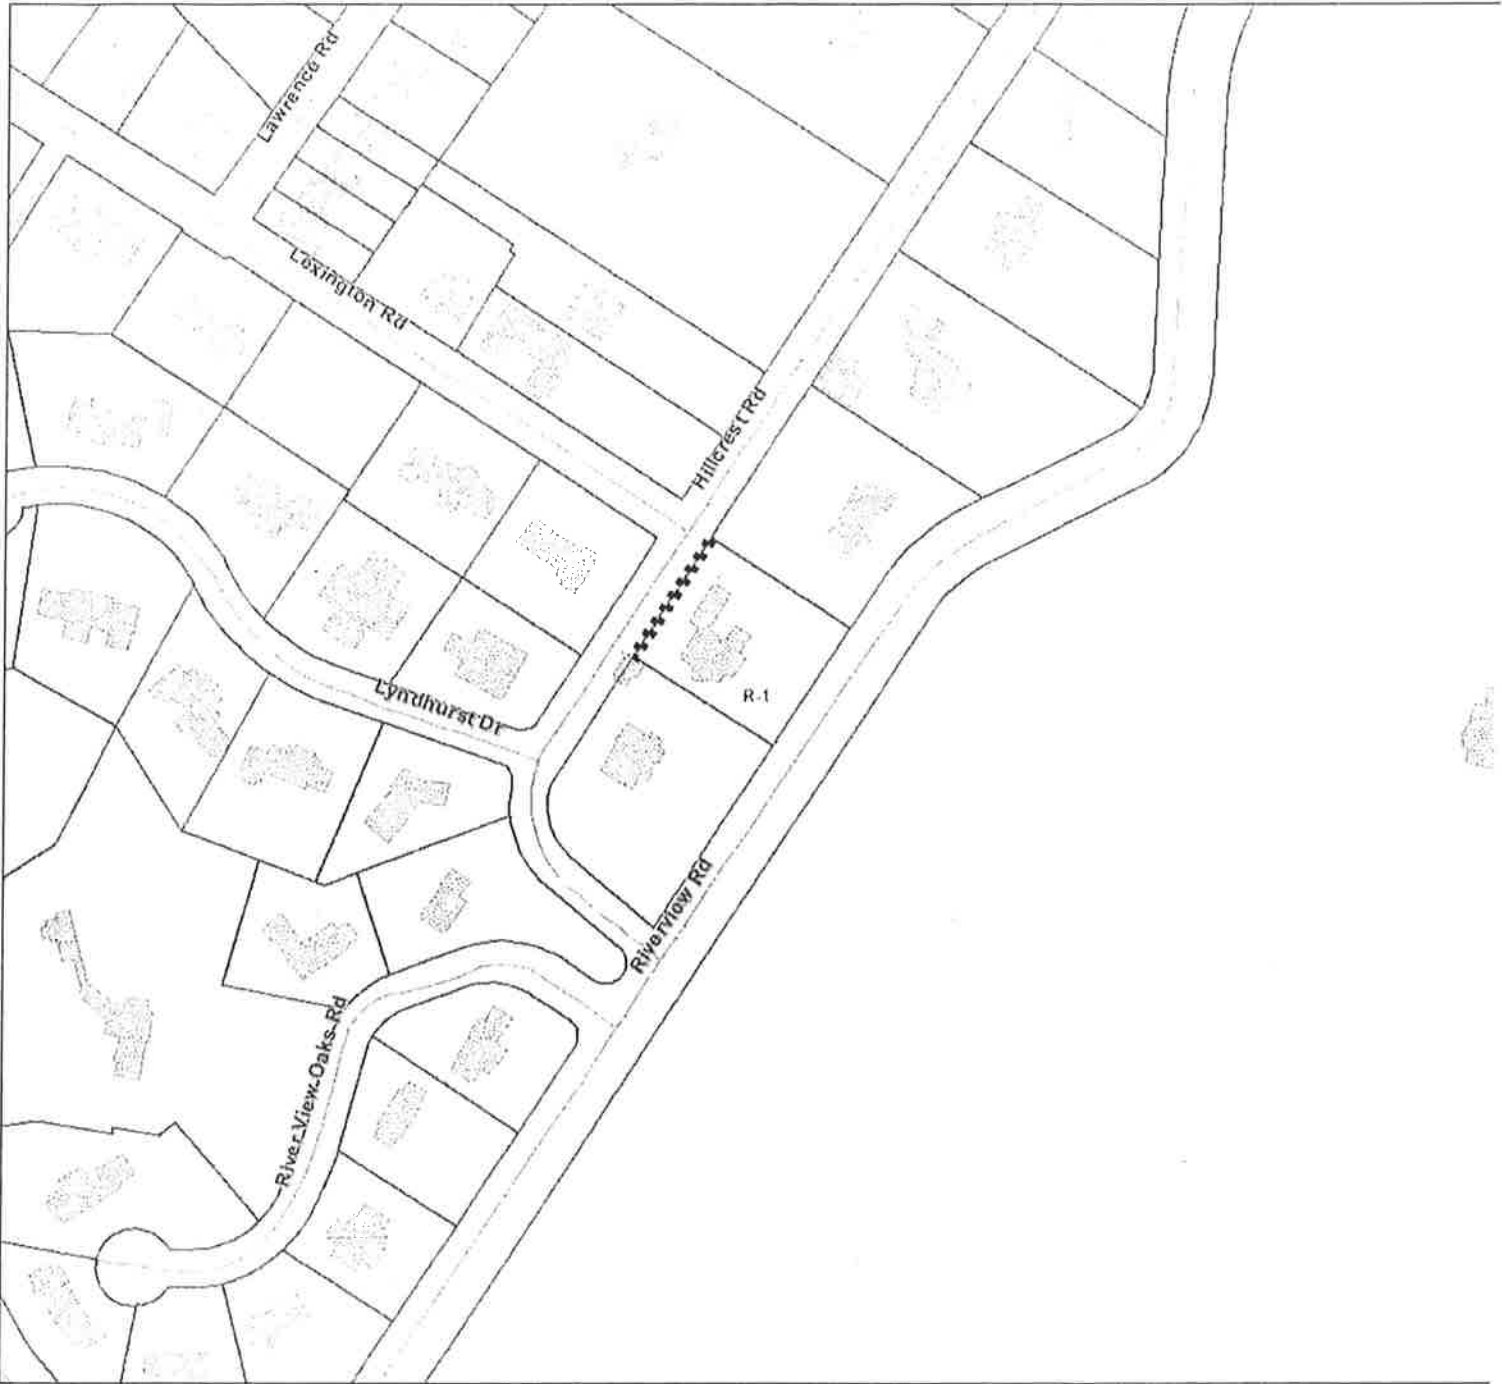 Lawrence Rd
Lexington Rd
Hillcrest Rd
Lyndhurst Dr
R-1
Riverview Rd
River View Oaks Rd